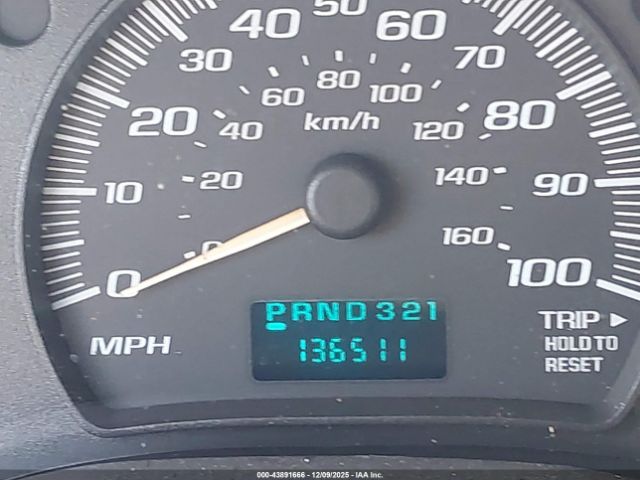 40 50 60
30 70
60 80 100
20 40 km/h 120 80
10 20 140 90
0 0 160 100
PRND321
136511
MPH
TRIP ►
HOLD TO
RESET
000-43891666 - 12/09/2025 - IAA Inc.